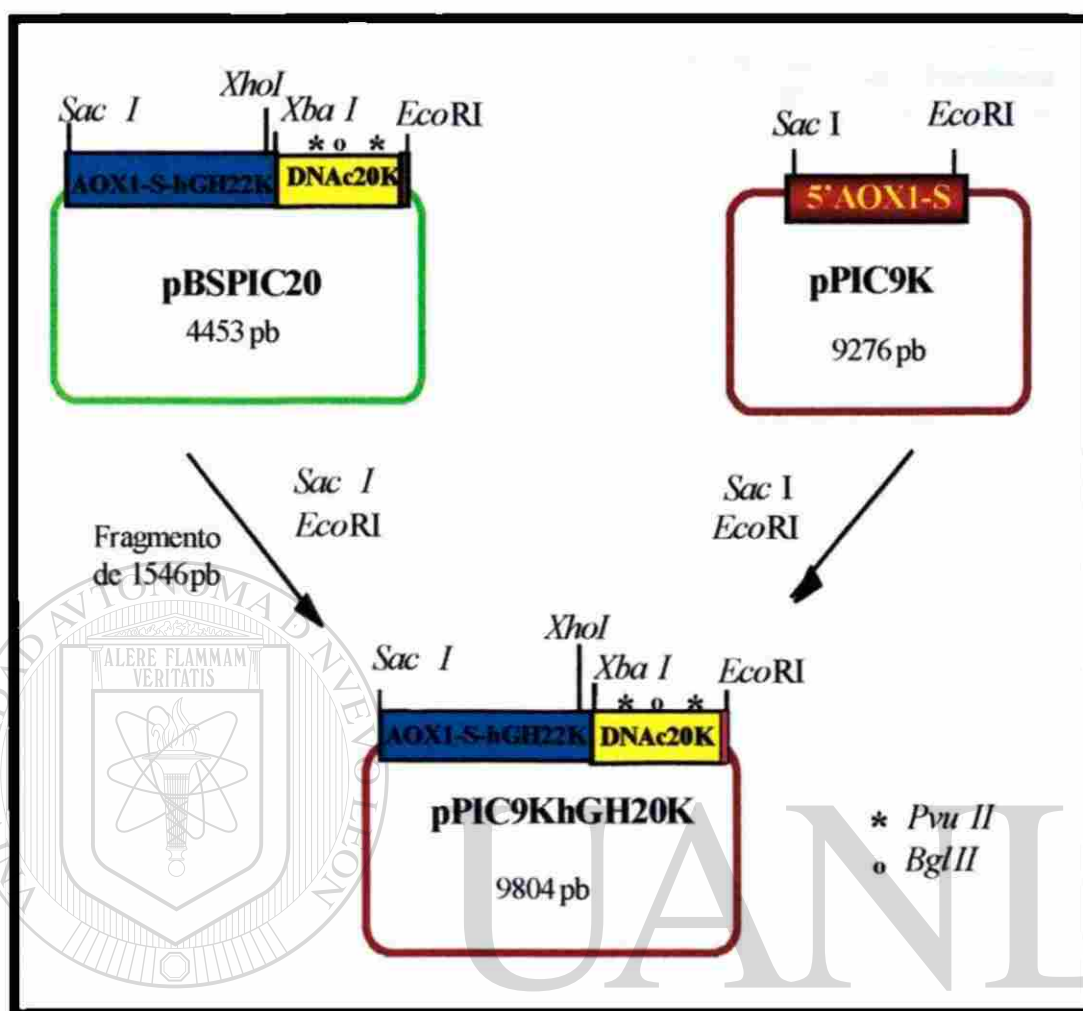 Sac I
XhoI
Xba I
EcoRI
* o *
AOX1-S-hGH22K
DNAc20K
pBSPIC20
4453 pb
Sac I
EcoRI
5'AOX1-S
pPIC9K
9276 pb
Fragmento
de 1546pb
Sac I
EcoRI
Sac I
EcoRI
Sac I
XhoI
Xba I
EcoRI
* o *
AOX1-S-hGH22K
DNAc20K
pPIC9KhGH20K
9804 pb
* Pvu II
o BglII
ALERE FLAMMAM
VERITATIS
UANL